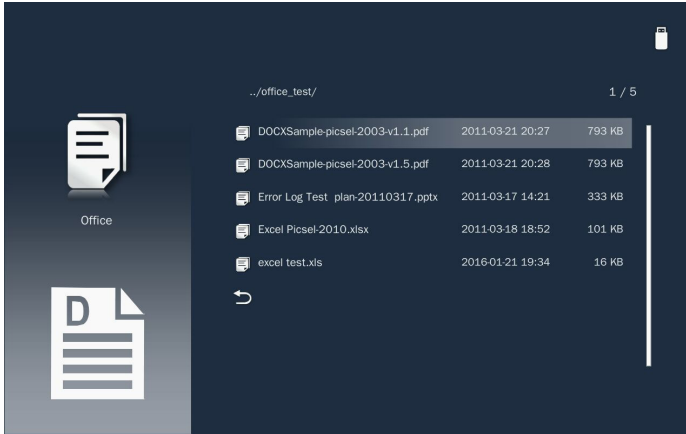 ../office_test/ 1 / 5
DOCXSample-picsel-2003-v1.1.pdf 2011-03-21 20:27 793 KB
DOCXSample-picsel-2003-v1.5.pdf 2011-03-21 20:28 793 KB
Error Log Test plan-20110317.pptx 2011-03-17 14:21 333 KB
Office
Excel Picsel-2010.xlsx 2011-03-18 18:52 101 KB
excel test.xls 2016-01-21 19:34 16 KB
D